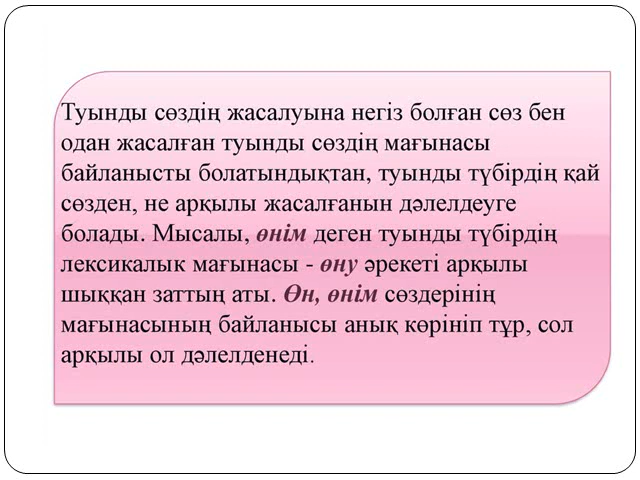 Туынды сөздің жасалуына негіз болған сөз бен
одан жасалған туынды сөздің мағынасы
байланысты болатындықтан, туынды түбірдің қай
сөзден, не арқылы жасалғанын дәлелдеуге
болады. Мысалы, өнім деген туынды түбірдің
лексикалык мағынасы - өну әрекеті арқылы
шыққан заттың аты. Өн, өнім сөздерінің
мағынасының байланысы анық көрініп тұр, сол
арқылы ол дәлелденеді.